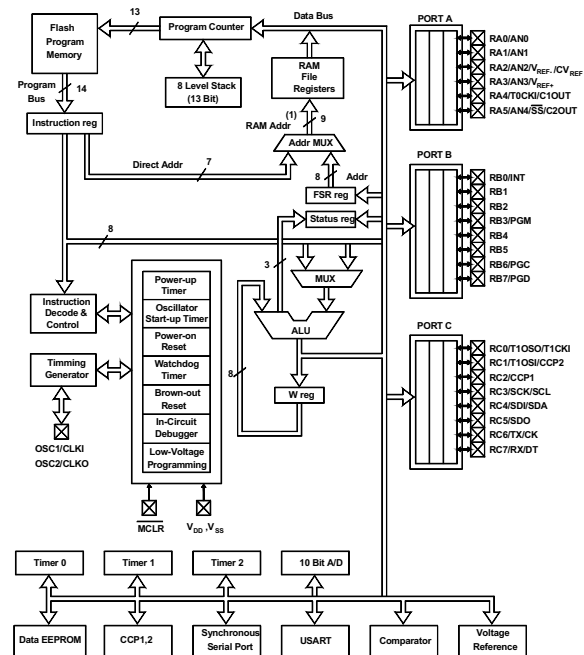 13
Data Bus
PORT A
Flash
Program
Memory
Program Counter
RA0/AN0
RA1/AN1
RA2/AN2/VREF-/CVREF
RA3/AN3/VREF+
RA4/T0CKI/C1OUT
RA5/AN4/SS/C2OUT
8 Level Stack
(13 Bit)
RAM
File
Registers
Program
Bus
14
Instruction reg
(1)
RAM Addr
9
Addr MUX
Direct Addr
7
8
Addr
FSR reg
Status reg
PORT B
RB0/INT
RB1
RB2
RB3/PGM
RB4
RB5
RB6/PGC
RB7/PGD
8
3
MUX
Power-up
Timer
Oscillator
Start-up Timer
Power-on
Reset
Watchdog
Timer
Brown-out
Reset
In-Circuit
Debugger
Low-Voltage
Programming
Instruction
Decode &
Control
ALU
Timming
Generator
8
W reg
PORT C
RC0/T1OSO/T1CKI
RC1/T1OSI/CCP2
RC2/CCP1
RC3/SCK/SCL
RC4/SDI/SDA
RC5/SDO
RC6/TX/CK
RC7/RX/DT
OSC1/CLKI
OSC2/CLKO
MCLR
VDD ,VSS
Timer 0
Timer 1
Timer 2
10 Bit A/D
Data EEPROM
CCP1,2
Synchronous
Serial Port
USART
Comparator
Voltage
Reference